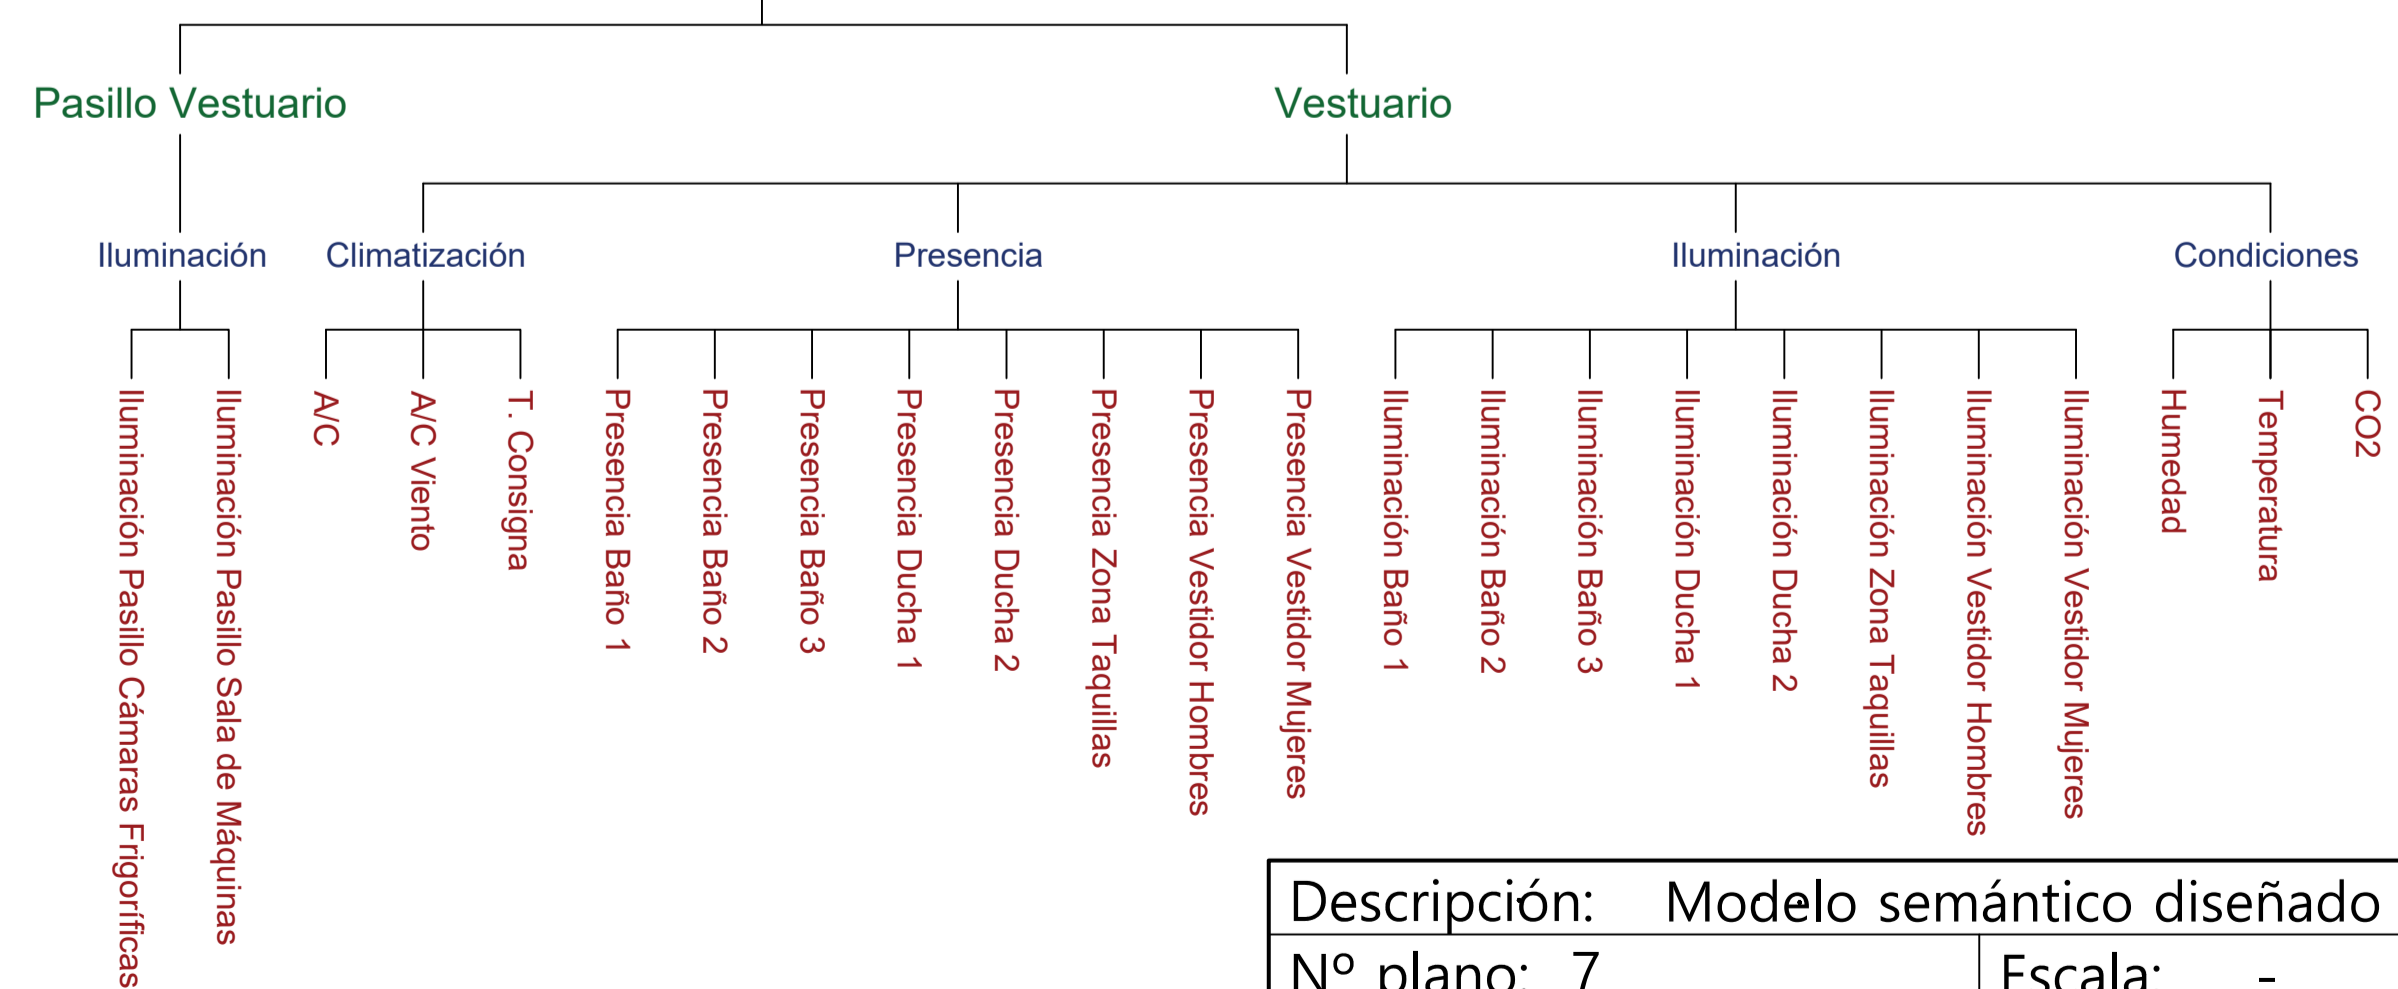 Pasillo Vestuario
Vestuario
Iluminación
Climatización
Presencia
Iluminación
Condiciones
Iluminación Pasillo Cámaras Frigoríficas
Iluminación Pasillo Sala de Máquinas
A/C
A/C Viento
T. Consigna
Presencia Baño 1
Presencia Baño 2
Presencia Baño 3
Presencia Ducha 1
Presencia Ducha 2
Presencia Zona Taquillas
Presencia Vestidor Hombres
Presencia Vestidor Mujeres
Iluminación Baño 1
Iluminación Baño 2
Iluminación Baño 3
Iluminación Ducha 1
Iluminación Ducha 2
Iluminación Zona Taquillas
Iluminación Vestidor Hombres
Iluminación Vestidor Mujeres
Humedad
Temperatura
CO2
Descripción: Modelo semántico diseñado
Nº plano: 7
Escala: -